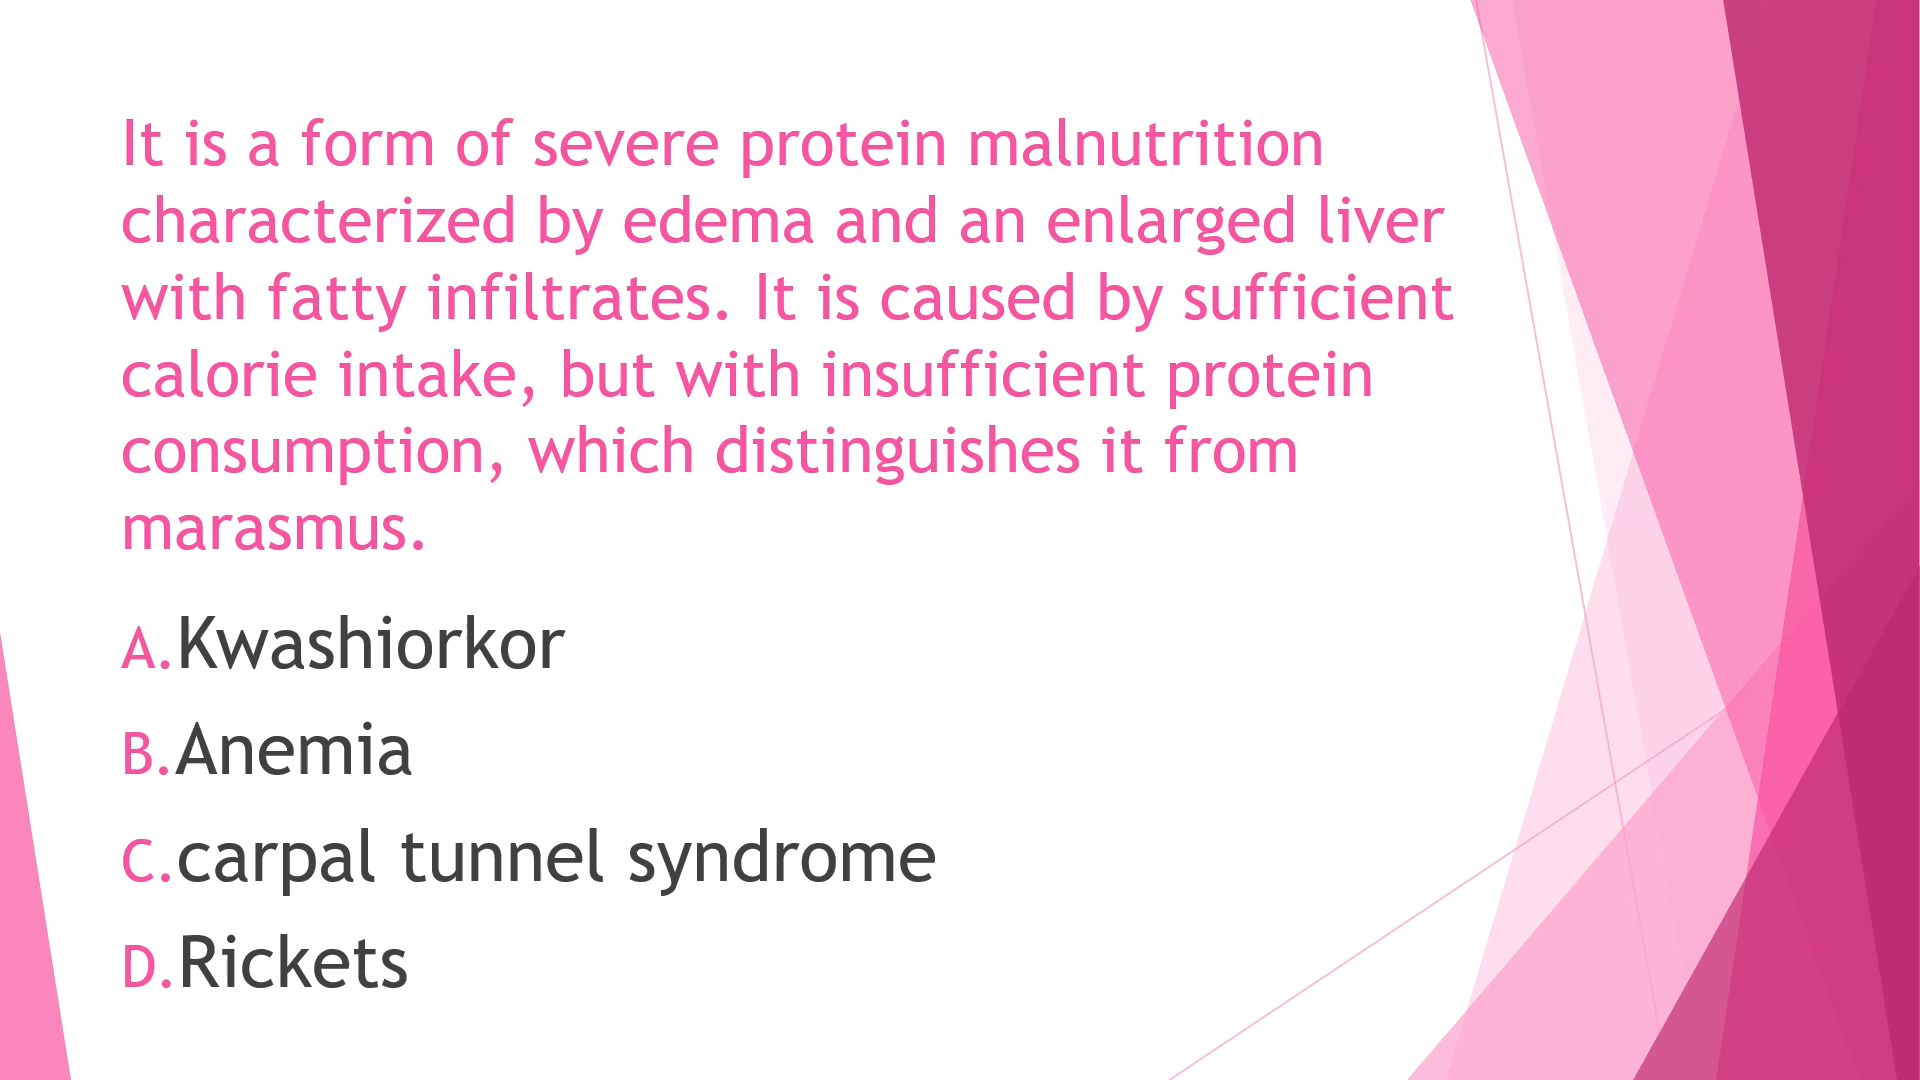 It is a form of severe protein malnutrition
characterized by edema and an enlarged liver
with fatty infiltrates. It is caused by sufficient
calorie intake, but with insufficient protein
consumption, which distinguishes it from
marasmus.
A.Kwashiorkor
B.Anemia
C.carpal tunnel syndrome
D.Rickets